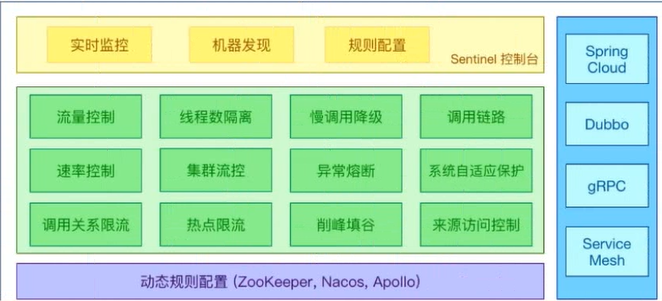 实时监控
机器发现
规则配置
Sentinel 控制台
流量控制
线程数隔离
慢调用降级
调用链路
速率控制
集群流控
异常熔断
系统自适应保护
调用关系限流
热点限流
削峰填谷
来源访问控制
动态规则配置 (ZooKeeper, Nacos, Apollo)
Spring
Cloud
Dubbo
gRPC
Service
Mesh